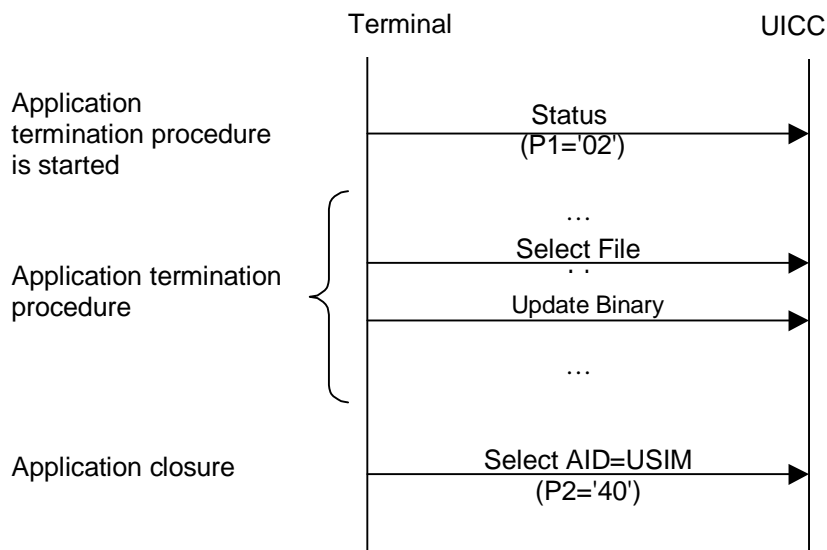 Terminal UICC
Application
termination procedure
is started
Status
(P1='02')
...
Select File
. .
Application termination
procedure
Update Binary
...
Application closure
Select AID=USIM
(P2='40')